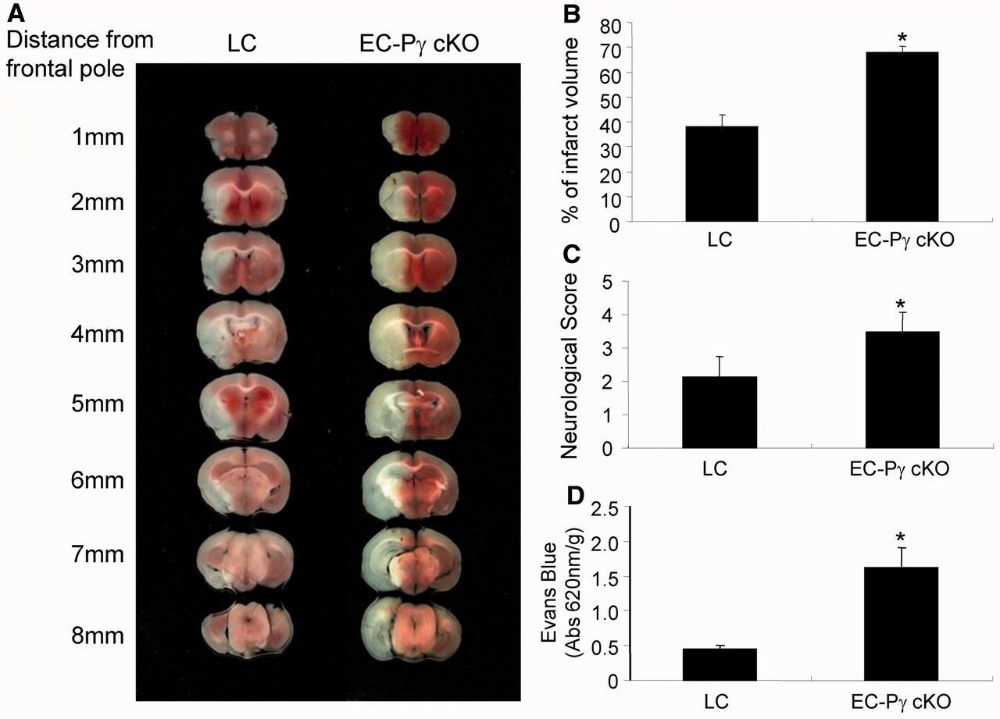 A
Distance from
frontal pole
LC
EC-Pγ cKO
1mm
2mm
3mm
4mm
5mm
6mm
7mm
8mm
B
% of infarct volume
80
70
60
50
40
30
20
10
0
*
LC
EC-Pγ cKO
C
Neurological Score
5
4
3
2
1
0
*
LC
EC-Pγ cKO
D
Evans Blue
(Abs 620nm/g)
2.5
2.0
1.5
1.0
0.5
0
*
LC
EC-Pγ cKO